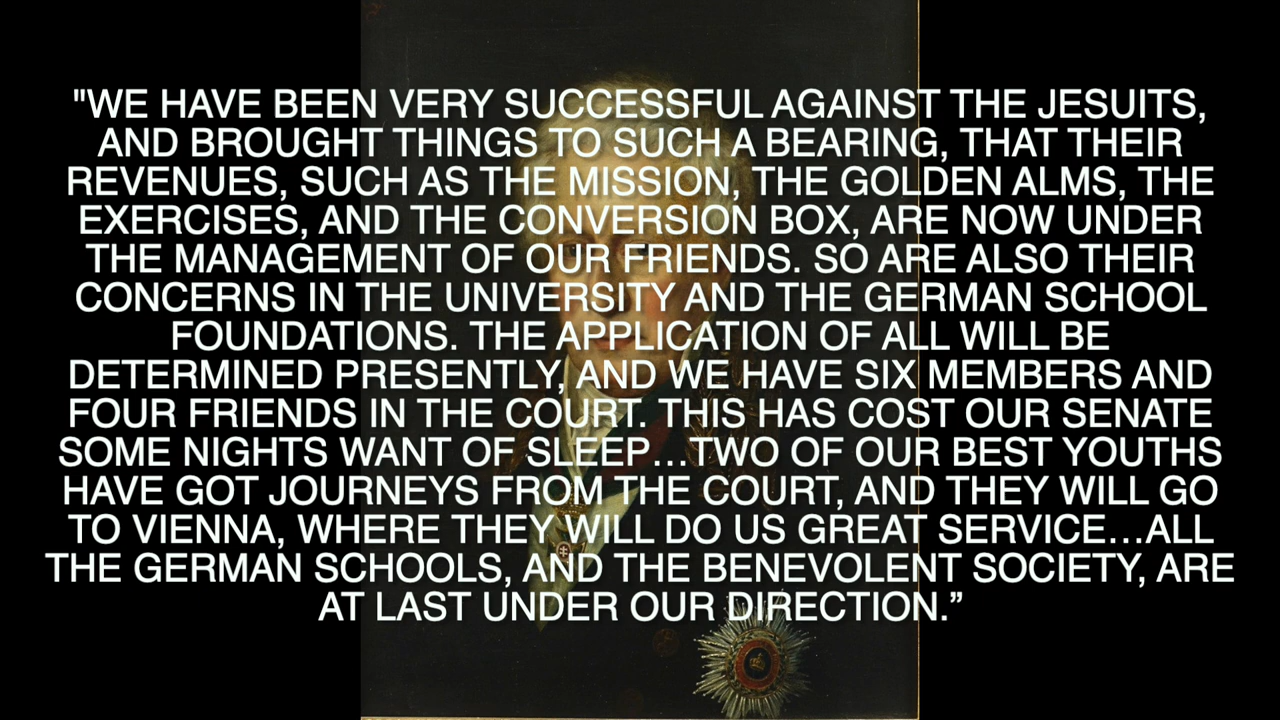 "WE HAVE BEEN VERY SUCCESSFUL AGAINST THE JESUITS,
AND BROUGHT THINGS TO SUCH A BEARING, THAT THEIR
REVENUES, SUCH AS THE MISSION, THE GOLDEN ALMS, THE
EXERCISES, AND THE CONVERSION BOX, ARE NOW UNDER
THE MANAGEMENT OF OUR FRIENDS. SO ARE ALSO THEIR
CONCERNS IN THE UNIVERSITY AND THE GERMAN SCHOOL
FOUNDATIONS. THE APPLICATION OF ALL WILL BE
DETERMINED PRESENTLY, AND WE HAVE SIX MEMBERS AND
FOUR FRIENDS IN THE COURT. THIS HAS COST OUR SENATE
SOME NIGHTS WANT OF SLEEP...TWO OF OUR BEST YOUTHS
HAVE GOT JOURNEYS FROM THE COURT, AND THEY WILL GO
TO VIENNA, WHERE THEY WILL DO US GREAT SERVICE...ALL
THE GERMAN SCHOOLS, AND THE BENEVOLENT SOCIETY, ARE
AT LAST UNDER OUR DIRECTION.”